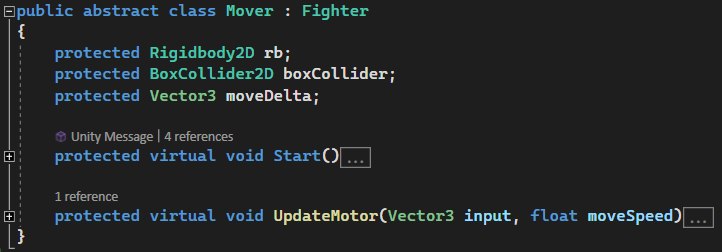 public abstract class Mover : Fighter
{
protected Rigidbody2D rb;
protected BoxCollider2D boxCollider;
protected Vector3 moveDelta;
Unity Message | 4 references
protected virtual void Start()...
1 reference
protected virtual void UpdateMotor(Vector3 input, float moveSpeed)...
}